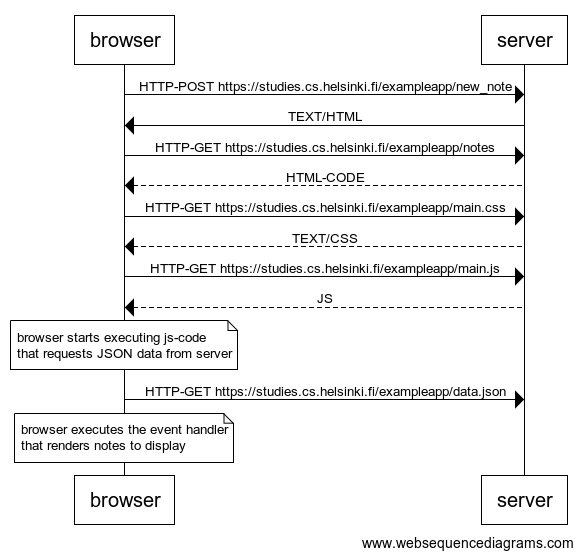 browser
server
HTTP-POST https://studies.cs.helsinki.fi/exampleapp/new_note
TEXT/HTML
HTTP-GET https://studies.cs.helsinki.fi/exampleapp/notes
HTML-CODE
HTTP-GET https://studies.cs.helsinki.fi/exampleapp/main.css
TEXT/CSS
HTTP-GET https://studies.cs.helsinki.fi/exampleapp/main.js
JS
browser starts executing js-code
that requests JSON data from server
HTTP-GET https://studies.cs.helsinki.fi/exampleapp/data.json
browser executes the event handler
that renders notes to display
browser
server
www.websequencediagrams.com